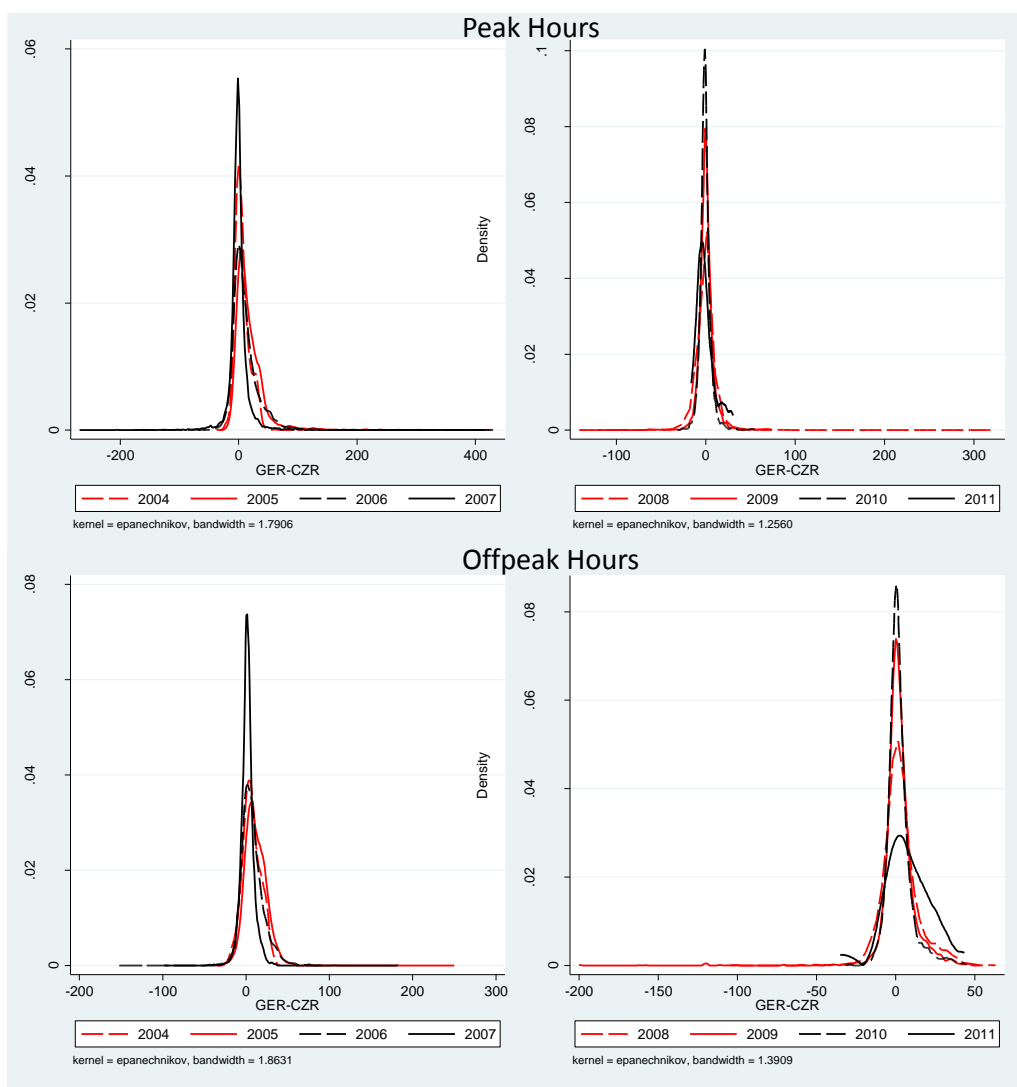 Peak Hours
.06
.04
.02
0
-200 0 200 400
GER-CZR
2004 2005 2006 2007
kernel = epanechnikov, bandwidth = 1.7906
Density
.1
.08
.06
.04
.02
0
-100 0 100 200 300
GER-CZR
2008 2009 2010 2011
kernel = epanechnikov, bandwidth = 1.2560
Offpeak Hours
.08
.06
.04
.02
0
-200 -100 0 100 200 300
GER-CZR
2004 2005 2006 2007
kernel = epanechnikov, bandwidth = 1.8631
Density
.08
.06
.04
.02
0
-200 -150 -100 -50 0 50
GER-CZR
2008 2009 2010 2011
kernel = epanechnikov, bandwidth = 1.3909